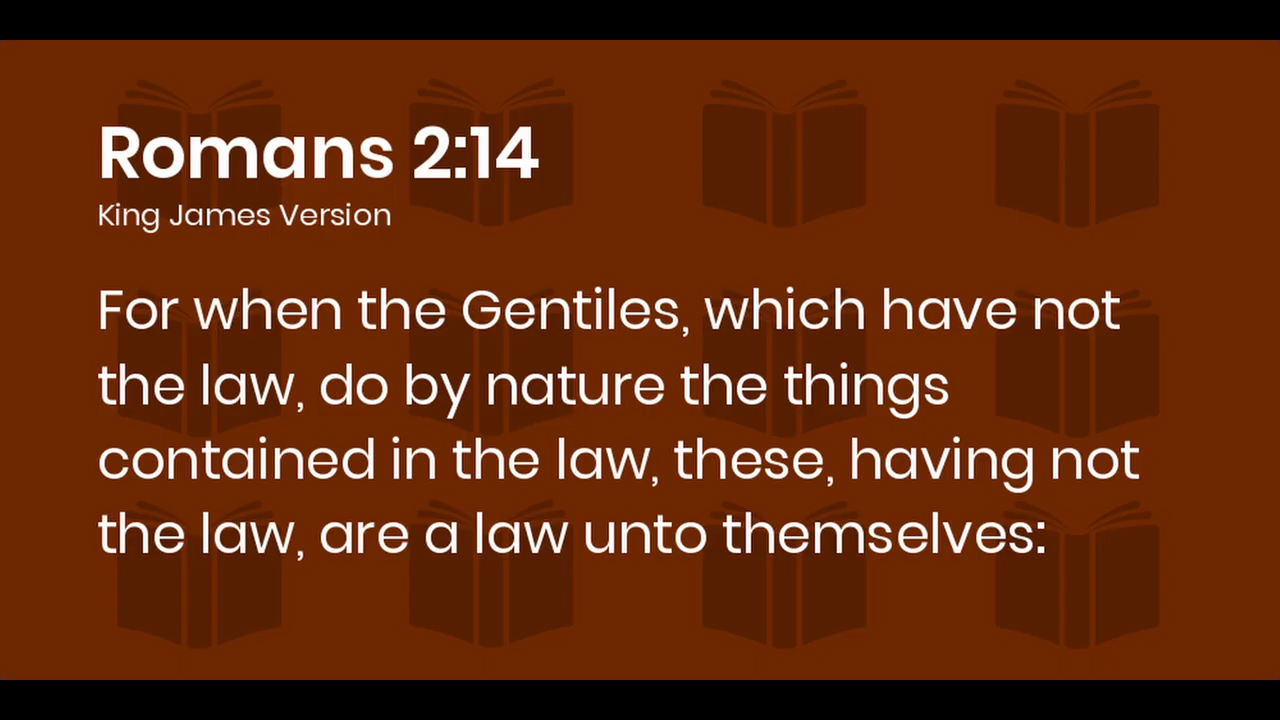 Romans 2:14
King James Version
For when the Gentiles, which have not
the law, do by nature the things
contained in the law, these, having not
the law, are a law unto themselves: